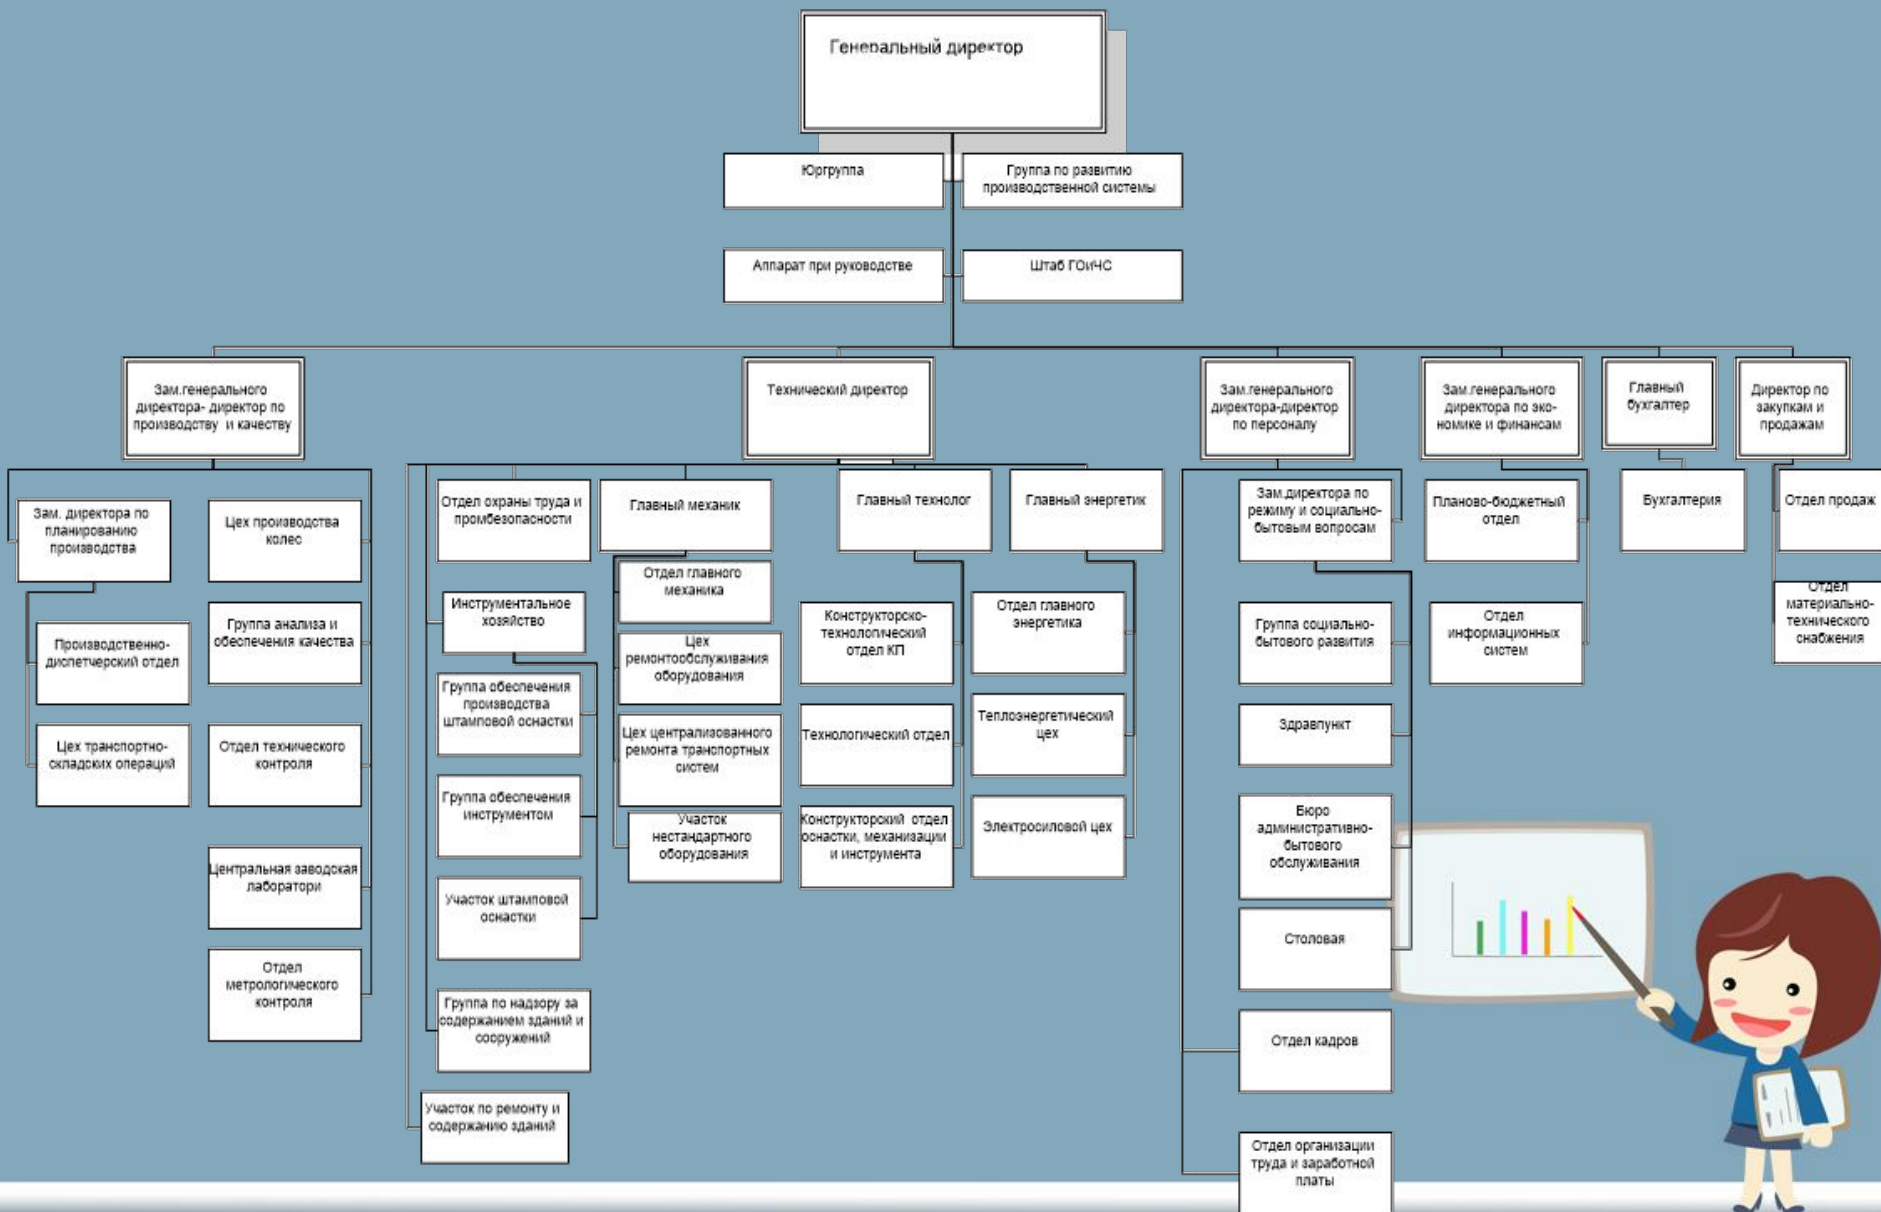 Генеральный директор
Юргруппа
Группа по развитию
производственной системы
Аппарат при руководстве
Штаб ГОиЧС
Зам.генерального
директора- директор по
производству и качеству
Технический директор
Зам.генерального
директора-директор
по персоналу
Зам.генерального
директора по эко-
номике и финансам
Главный
бухгалтер
Директор по
закупкам и
продажам
Зам. директора по
планированию
производства
Производственно-
диспетчерский отдел
Цех транспортно-
складских операций
Цех производства
колес
Группа анализа и
обеспечения качества
Отдел технического
контроля
Центральная заводская
лаборатори
Отдел
метрологического
контроля
Отдел охраны труда и
промбезопасности
Инструментальное
хозяйство
Группа обеспечения
производства
штамповой оснастки
Группа обеспечения
инструментом
Участок штамповой
оснастки
Группа по надзору за
содержанием зданий и
сооружений
Участок по ремонту и
содержанию зданий
Главный механик
Отдел главного
механика
Цех
ремонтообслуживания
оборудования
Цех централизованного
ремонта транспортных
систем
Участок
нестандартного
оборудования
Главный технолог
Конструкторско-
технологический
отдел КП
Технологический отдел
Конструкторский отдел
оснастки, механизации
и инструмента
Главный энергетик
Отдел главного
энергетика
Теплоэнергетический
цех
Электросиловой цех
Зам.директора по
режиму и социально-
бытовым вопросам
Группа социально-
бытового развития
Здравпункт
Бюро
административно-
бытового
обслуживания
Столовая
Отдел кадров
Отдел организации
труда и заработной
платы
Планово-бюджетный
отдел
Отдел
информационных
систем
Бухгалтерия
Отдел продаж
Отдел
материально-
технического
снабжения